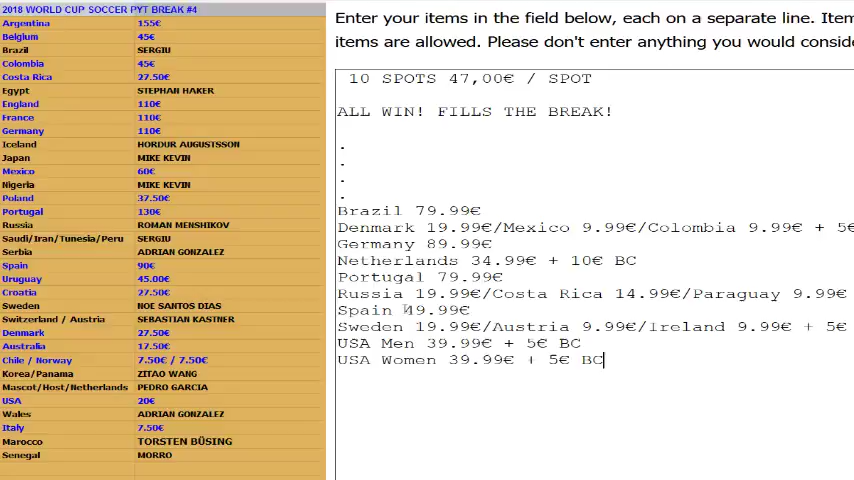 2018 WORLD CUP SOCCER PYT BREAK #4
Argentina 155€
Belgium 45€
Brazil SERGIU
Colombia 45€
Costa Rica 27.50€
Egypt STEPHAN HAKER
England 110€
France 110€
Germany 110€
Iceland HORDUR AUGUSTSSON
Japan MIKE KEVIN
Mexico 60€
Nigeria MIKE KEVIN
Poland 37.50€
Portugal 130€
Russia ROMAN MENSHIKOV
Saudi/Iran/Tunesia/Peru SERGIU
Serbia ADRIAN GONZALEZ
Spain 90€
Uruguay 45.00€
Croatia 27.50€
Sweden NOE SANTOS DIAS
Switzerland / Austria SEBASTIAN KASTNER
Denmark 27.50€
Australia 17.50€
Chile / Norway 7.50€ / 7.50€
Korea/Panama ZITAO WANG
Mascot/Host/Netherlands PEDRO GARCIA
USA 20€
Wales ADRIAN GONZALEZ
Italy 7.50€
Marocco TORSTEN BÜSING
Senegal MORRO
Enter your items in the field below, each on a separate line. Item
items are allowed. Please don't enter anything you would conside
10 SPOTS 47,00€ / SPOT
ALL WIN! FILLS THE BREAK!
.
.
.
.
Brazil 79.99€
Denmark 19.99€/Mexico 9.99€/Colombia 9.99€ + 5€
Germany 89.99€
Netherlands 34.99€ + 10€ BC
Portugal 79.99€
Russia 19.99€/Costa Rica 14.99€/Paraguay 9.99€
Spain 49.99€
Sweden 19.99€/Austria 9.99€/Ireland 9.99€ + 5€
USA Men 39.99€ + 5€ BC
USA Women 39.99€ + 5€ BC